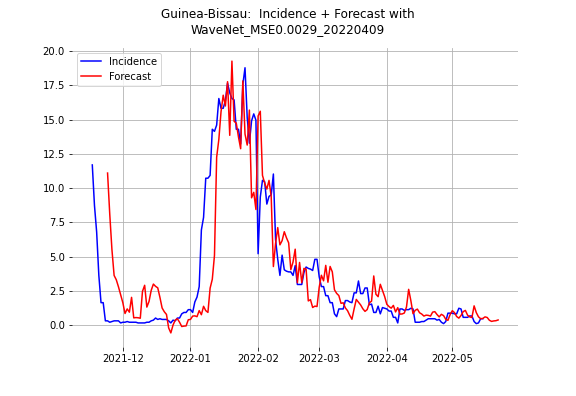 Guinea-Bissau:  Incidence + Forecast with
WaveNet_MSE0.0029_20220409
Incidence
Forecast
20.0
17.5
15.0
12.5
10.0
7.5
5.0
2.5
0.0
2021-12 2022-01 2022-02 2022-03 2022-04 2022-05